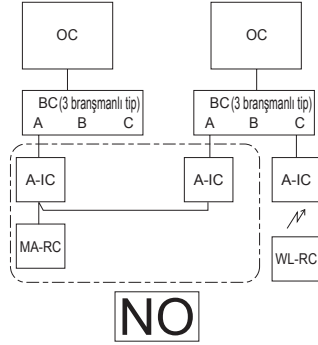 OC OC
BC(3 branşmanlı tip) BC(3 branşmanlı tip)
A B C A B C
A-IC A-IC A-IC
MA-RC WL-RC
NO